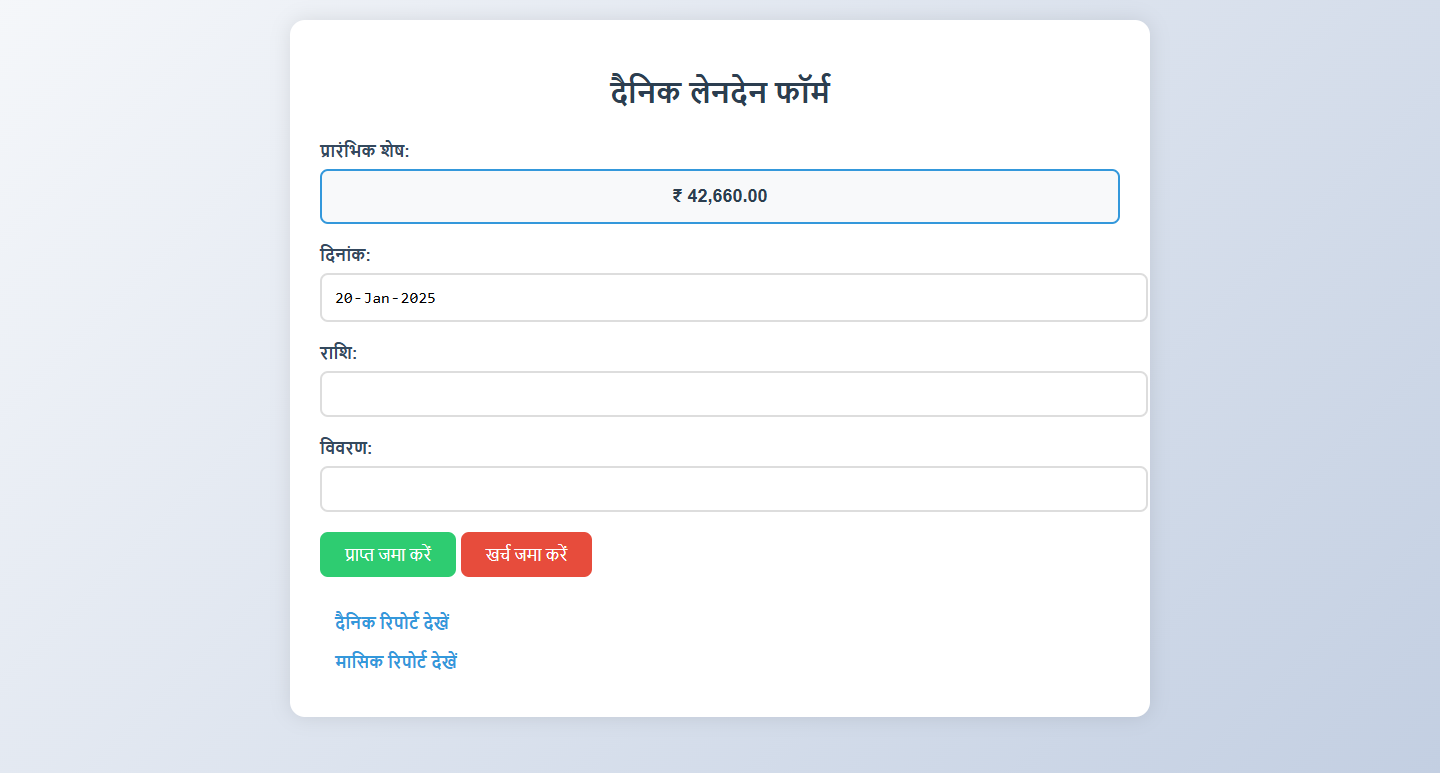 दैनिक लेनदेन फॉर्म
प्रारंभिक शेष:
₹ 42,660.00
दिनांक:
20-Jan-2025
राशि:
विवरण:
प्राप्त जमा करें खर्च जमा करें
दैनिक रिपोर्ट देखें
मासिक रिपोर्ट देखें